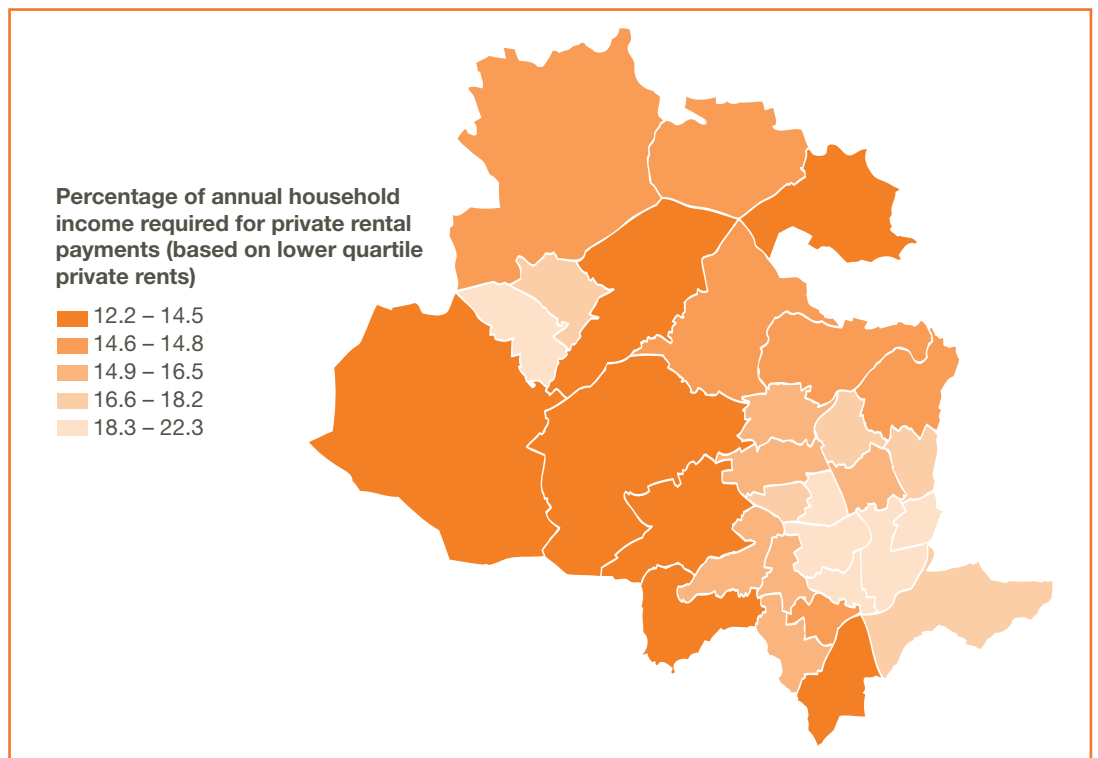 Percentage of annual household
income required for private rental
payments (based on lower quartile
private rents)
12.2 – 14.5
14.6 – 14.8
14.9 – 16.5
16.6 – 18.2
18.3 – 22.3